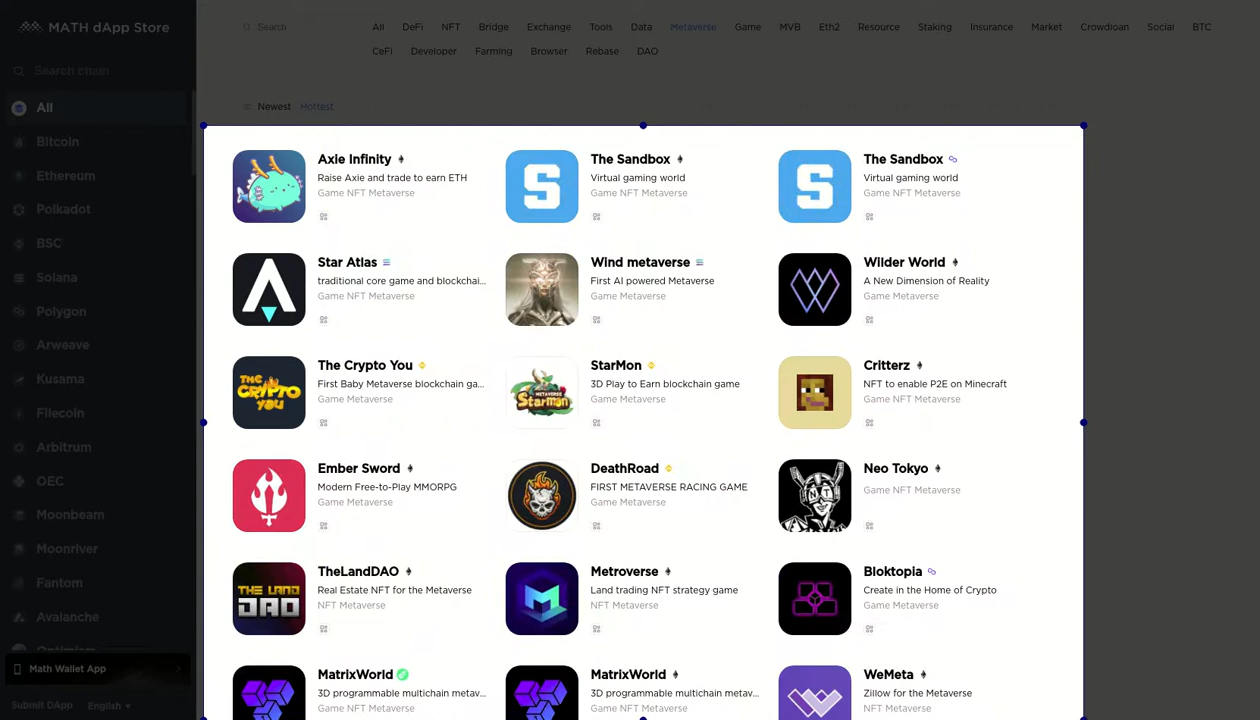 MATH dApp Store
Search chain
All
Bitcoin
Ethereum
Polkadot
BSC
Solana
Polygon
Arweave
Kusama
Filecoin
Arbitrum
OEC
Moonbeam
Moonriver
Fantom
Avalanche
Optimism
Math Wallet App
Submit DApp English
Search
All DeFi NFT Bridge Exchange Tools Data Metaverse Game MVB Eth2 Resource Staking Insurance Market Crowdloan Social BTC
CeFi Developer Farming Browser Rebase DAO
Newest Hottest
Axie Infinity
Raise Axie and trade to earn ETH
Game NFT Metaverse
The Sandbox
Virtual gaming world
Game NFT Metaverse
The Sandbox
Virtual gaming world
Game NFT Metaverse
Star Atlas
traditional core game and blockchai...
Game NFT Metaverse
Wind metaverse
First AI powered Metaverse
Game Metaverse
Wilder World
A New Dimension of Reality
Game Metaverse
THE CRYPTO YOU
The Crypto You
First Baby Metaverse blockchain ga...
Game Metaverse
METAVERSE
Starmon
StarMon
3D Play to Earn blockchain game
Game Metaverse
Critterz
NFT to enable P2E on Minecraft
Game NFT Metaverse
Ember Sword
Modern Free-to-Play MMORPG
Game Metaverse
DeathRoad
FIRST METAVERSE RACING GAME
Game Metaverse
NT
Neo Tokyo
Game NFT Metaverse
THE LAND
DAO
TheLandDAO
Real Estate NFT for the Metaverse
NFT Metaverse
Metroverse
Land trading NFT strategy game
NFT Metaverse
Bloktopia
Create in the Home of Crypto
Game Metaverse
MatrixWorld
3D programmable multichain metav...
Game NFT Metaverse
MatrixWorld
3D programmable multichain metav...
Game NFT Metaverse
WeMeta
Zillow for the Metaverse
NFT Metaverse